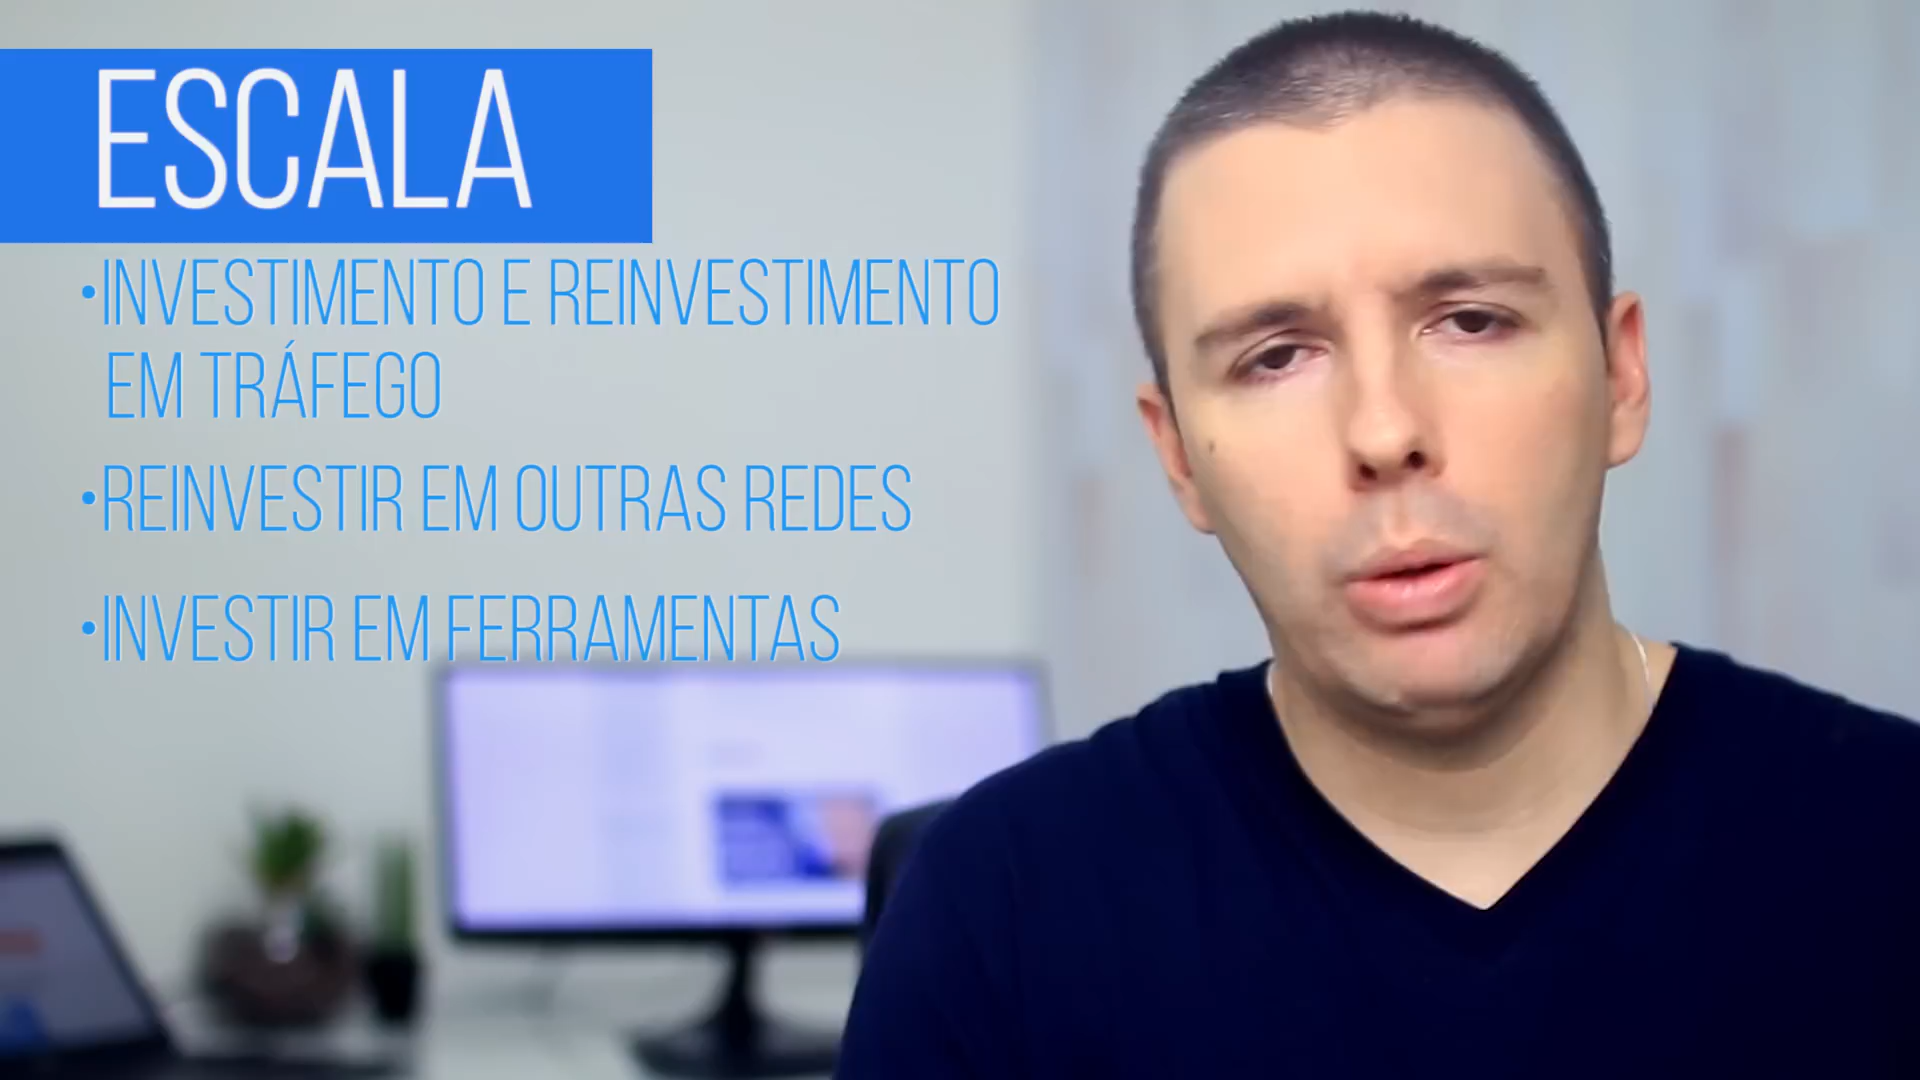 ESCALA
•INVESTIMENTO E REINVESTIMENTO
EM TRÁFEGO
•REINVESTIR EM OUTRAS REDES
•INVESTIR EM FERRAMENTAS